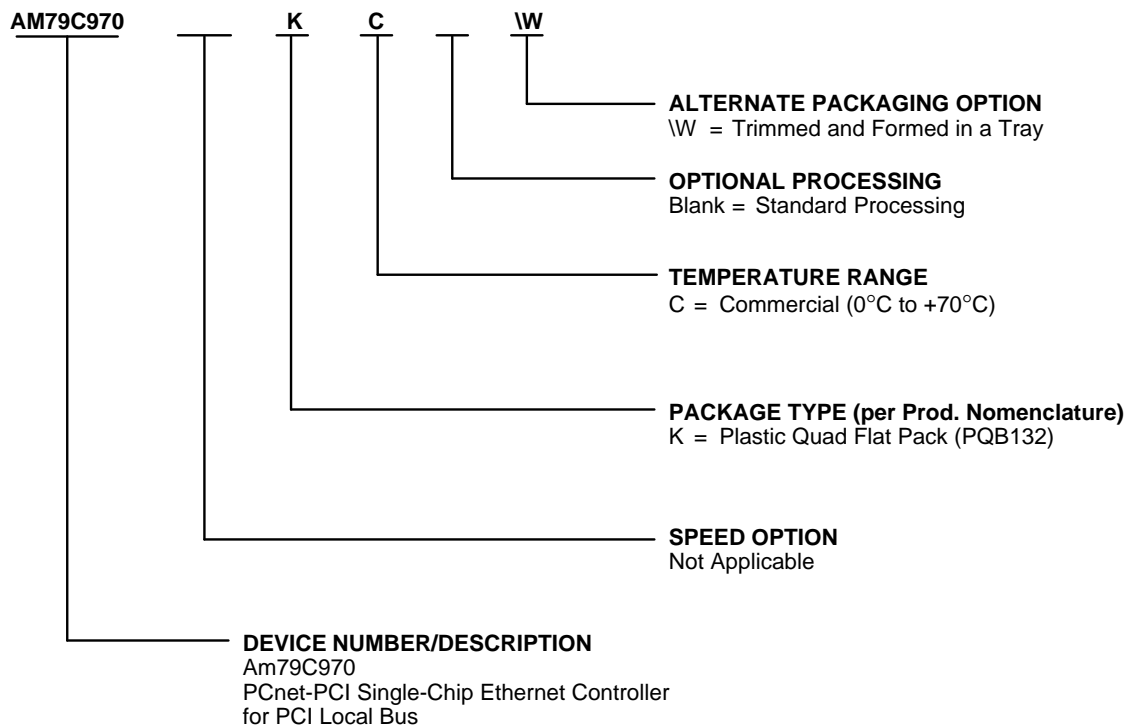 AM79C970 K C \W
ALTERNATE PACKAGING OPTION
\W = Trimmed and Formed in a Tray
OPTIONAL PROCESSING
Blank = Standard Processing
TEMPERATURE RANGE
C = Commercial (0°C to +70°C)
PACKAGE TYPE (per Prod. Nomenclature)
K = Plastic Quad Flat Pack (PQB132)
SPEED OPTION
Not Applicable
DEVICE NUMBER/DESCRIPTION
Am79C970
PCnet-PCI Single-Chip Ethernet Controller
for PCI Local Bus